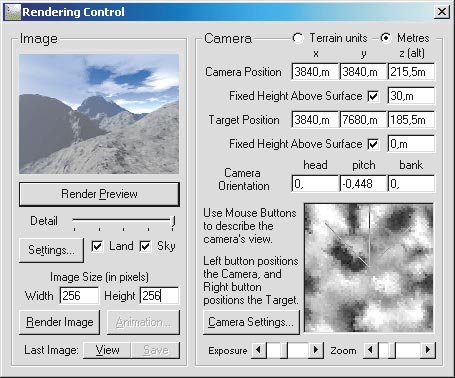 Rendering Control
Image
Render Preview
Detail
Settings...
Land
Sky
Image Size (in pixels)
Width 256 Height 256
Render Image
Animation...
Last Image: View Save
Camera
Terrain units
Metres
x y z (alt)
Camera Position 3840,m 3840,m 215,5m
Fixed Height Above Surface 30,m
Target Position 3840,m 7680,m 185,5m
Fixed Height Above Surface 0,m
head pitch bank
Camera
Orientation 0, -0,448 0,
Use Mouse Buttons
to describe the
camera's view.
Left button positions
the Camera, and
Right button
positions the Target.
Camera Settings...
Exposure Zoom